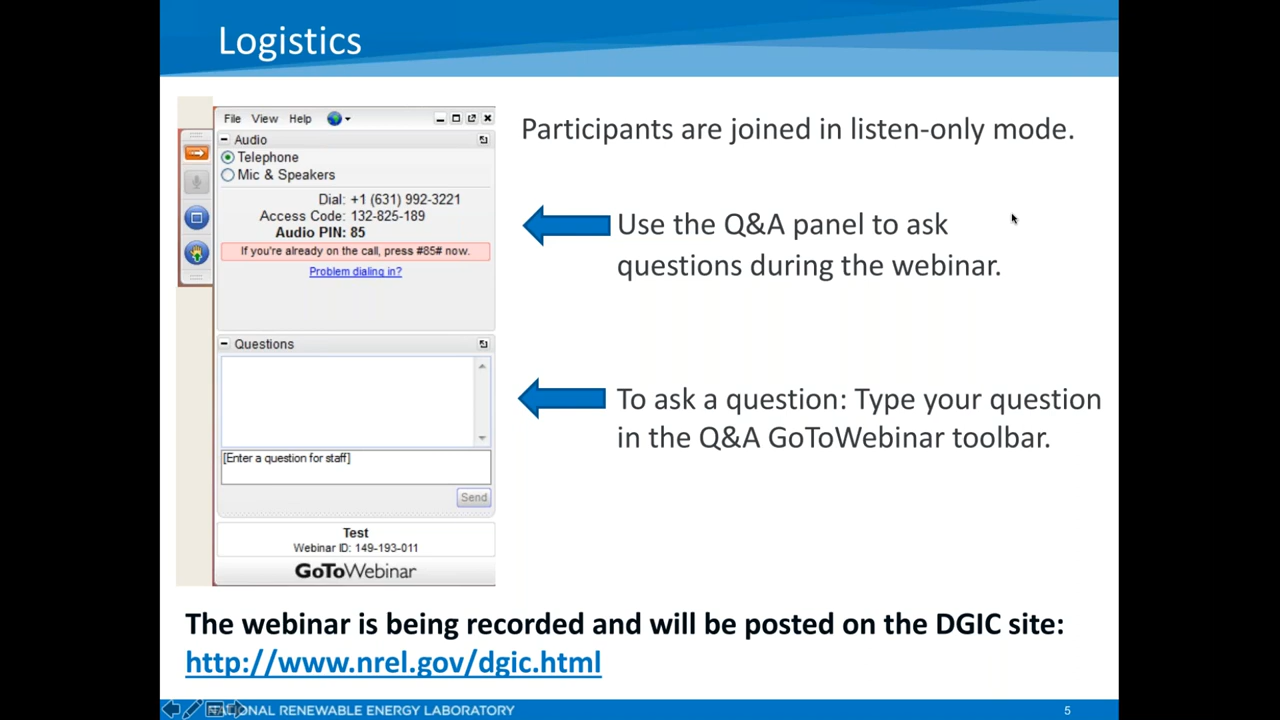 Logistics
File View Help
Audio
Telephone
Mic & Speakers
Dial: +1 (631) 992-3221
Access Code: 132-825-189
Audio PIN: 85
If you're already on the call, press #85# now.
Problem dialing in?
Questions
[Enter a question for staff]
Send
Test
Webinar ID: 149-193-011
GoToWebinar
Participants are joined in listen-only mode.
Use the Q&A panel to ask
questions during the webinar.
To ask a question: Type your question
in the Q&A GoToWebinar toolbar.
The webinar is being recorded and will be posted on the DGIC site:
http://www.nrel.gov/dgic.html
NATIONAL RENEWABLE ENERGY LABORATORY
5